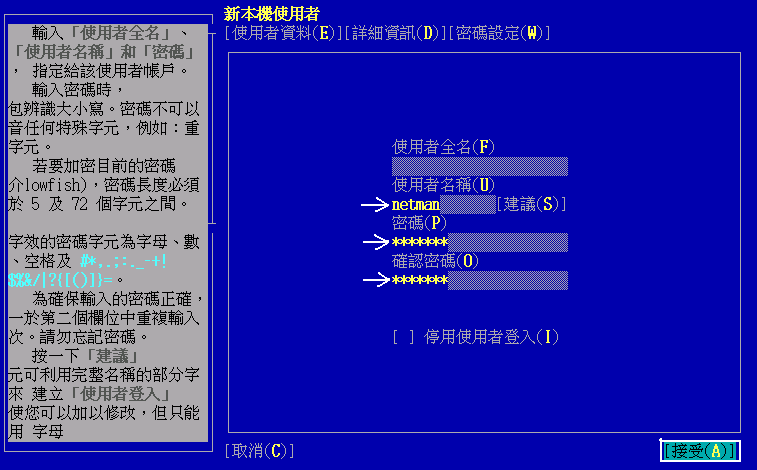 新本機使用者
[使用者資料(E)][詳細資訊(D)][密碼設定(W)]
輸入「使用者全名」、
「使用者名稱」和「密碼」
, 指定給該使用者帳戶。
輸入密碼時,
包辨識大小寫。密碼不可以
音任何特殊字元,例如:重
字元。
若要加密目前的密碼
介lowfish),密碼長度必須
於 5 及 72 個字元之間。
字效的密碼字元為字母、數
、空格及 #*,.;:._-+!
$%&/|?{[()]}=。
為確保輸入的密碼正確,
一於第二個欄位中重複輸入
次。請勿忘記密碼。
按一下「建議」
元可利用完整名稱的部分字
來 建立「使用者登入」
使您可以加以修改,但只能
用 字母
使用者全名(F)
使用者名稱(U)
netman [建議(S)]
密碼(P)
*******
確認密碼(O)
*******
[ ] 停用使用者登入(I)
[取消(C)]
[接受(A)]